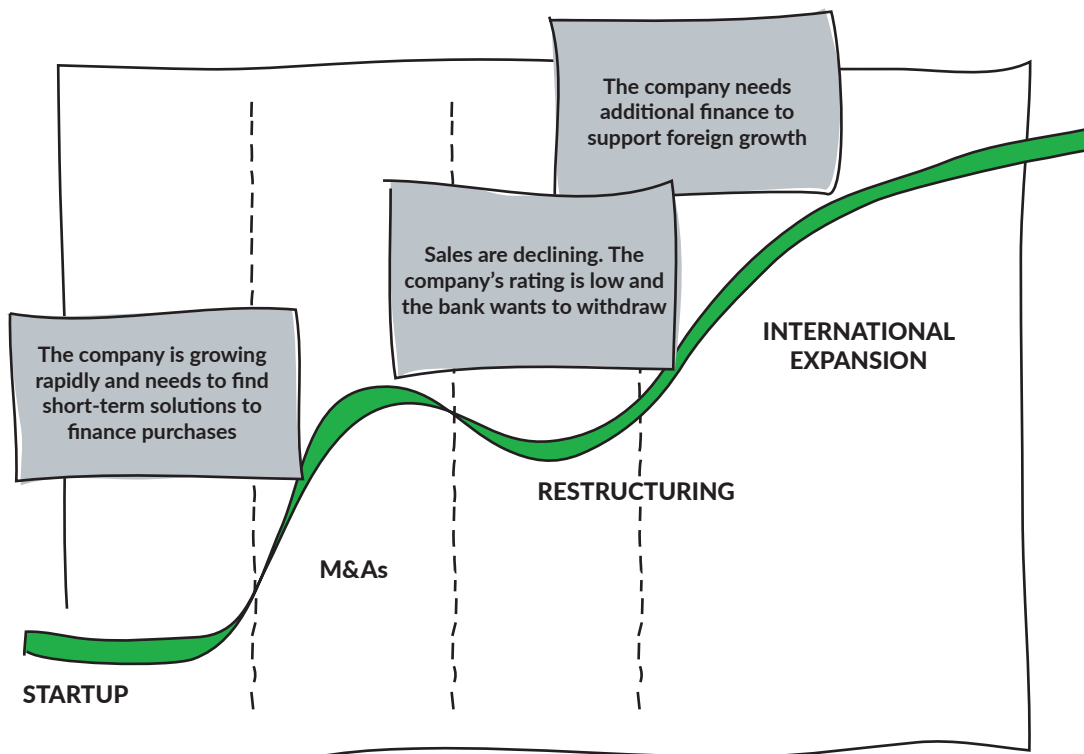 The company needs
additional finance to
support foreign growth
Sales are declining. The
company's rating is low and
the bank wants to withdraw
The company is growing
rapidly and needs to find
short-term solutions to
finance purchases
INTERNATIONAL
EXPANSION
RESTRUCTURING
M&As
STARTUP